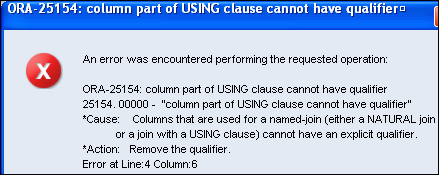 ORA-25154: column part of USING clause cannot have qualifier
An error was encountered performing the requested operation:
ORA-25154: column part of USING clause cannot have qualifier
25154. 00000 - "column part of USING clause cannot have qualifier"
*Cause: Columns that are used for a named-join (either a NATURAL join
or a join with a USING clause) cannot have an explicit qualifier.
*Action: Remove the qualifier.
Error at Line:4 Column:6